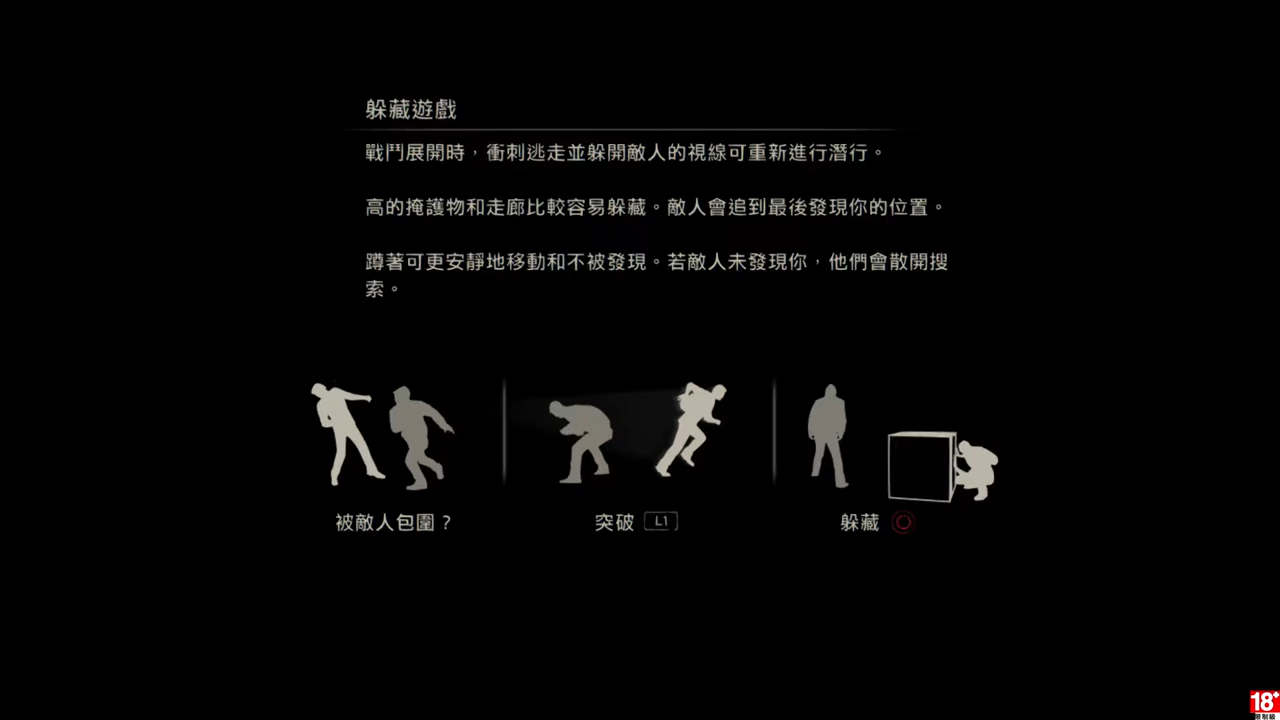 躲藏遊戲
戰鬥展開時，衝刺逃走並躲開敵人的視線可重新進行潛行。
高的掩護物和走廊比較容易躲藏。敵人會追到最後發現你的位置。
蹲著可更安靜地移動和不被發現。若敵人未發現你，他們會散開搜
索。
被敵人包圍？
突破 L1
躲藏
18+
限制級